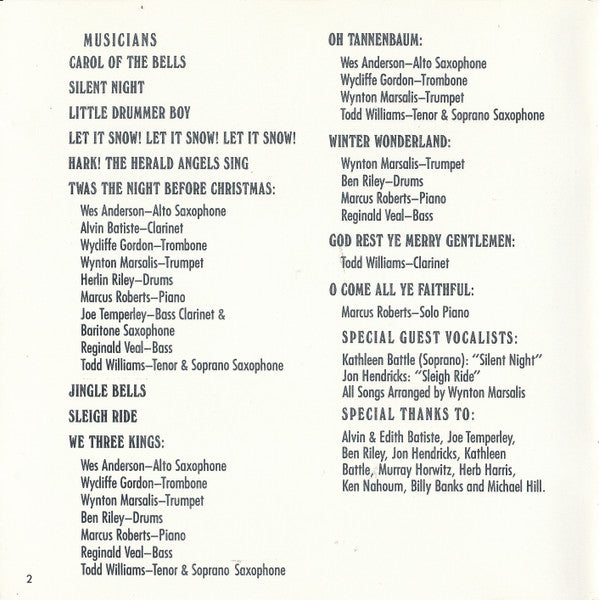 MUSICIANS
CAROL OF THE BELLS
SILENT NIGHT
LITTLE DRUMMER BOY
LET IT SNOW! LET IT SNOW! LET IT SNOW!
HARK! THE HERALD ANGELS SING
TWAS THE NIGHT BEFORE CHRISTMAS:
Wes Anderson–Alto Saxophone
Alvin Batiste–Clarinet
Wycliffe Gordon–Trombone
Wynton Marsalis–Trumpet
Herlin Riley–Drums
Marcus Roberts–Piano
Joe Temperley–Bass Clarinet &
Baritone Saxophone
Reginald Veal–Bass
Todd Williams–Tenor & Soprano Saxophone
JINGLE BELLS
SLEIGH RIDE
WE THREE KINGS:
Wes Anderson–Alto Saxophone
Wycliffe Gordon–Trombone
Wynton Marsalis–Trumpet
Ben Riley–Drums
Marcus Roberts–Piano
Reginald Veal–Bass
Todd Williams–Tenor & Soprano Saxophone
2
OH TANNENBAUM:
Wes Anderson–Alto Saxophone
Wycliffe Gordon–Trombone
Wynton Marsalis–Trumpet
Todd Williams–Tenor & Soprano Saxophone
WINTER WONDERLAND:
Wynton Marsalis–Trumpet
Ben Riley–Drums
Marcus Roberts–Piano
Reginald Veal–Bass
GOD REST YE MERRY GENTLEMEN:
Todd Williams–Clarinet
O COME ALL YE FAITHFUL:
Marcus Roberts–Solo Piano
SPECIAL GUEST VOCALISTS:
Kathleen Battle (Soprano): "Silent Night"
Jon Hendricks: "Sleigh Ride"
All Songs Arranged by Wynton Marsalis
SPECIAL THANKS TO:
Alvin & Edith Batiste, Joe Temperley,
Ben Riley, Jon Hendricks, Kathleen
Battle, Murray Horwitz, Herb Harris,
Ken Nahoum, Billy Banks and Michael Hill.